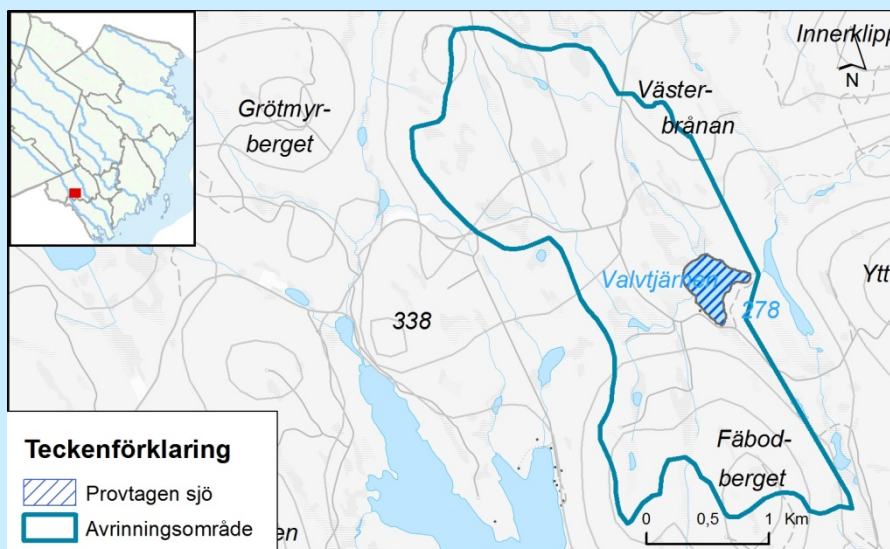 Innerklipp
N
Väster-
brånan
Grötmyr-
berget
Valvtjärnen
278
Ytt
338
Fäbod-
berget
Teckenförklaring
Provtagen sjö
Avrinningsområde
en
0 0,5 1 Km